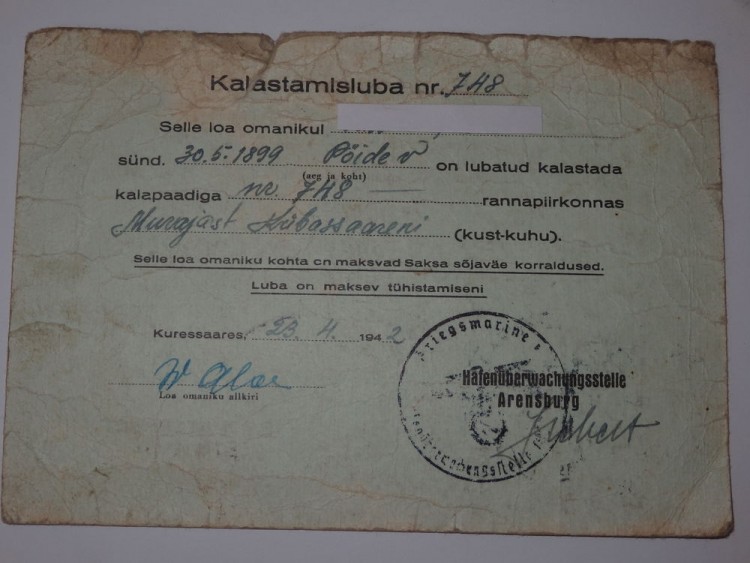 Kalastamisluba nr. 748
Selle loa omanikul
sünd. 30.5.1899 Pöide v on lubatud kalastada
(aeg ja koht)
kalapaadiga nr. 748 — rannapiirkonnas
Murajast Kübassaareni (kust-kuhu).
Selle loa omaniku kohta on maksvad Saksa sõjaväe korraldused.
Luba on maksev tühistamiseni
Kuressaares, 23. 4. 1942
Loa omaniku allkiri
Kriegsmarine
Hafenüberwachungsstelle
Arensburg